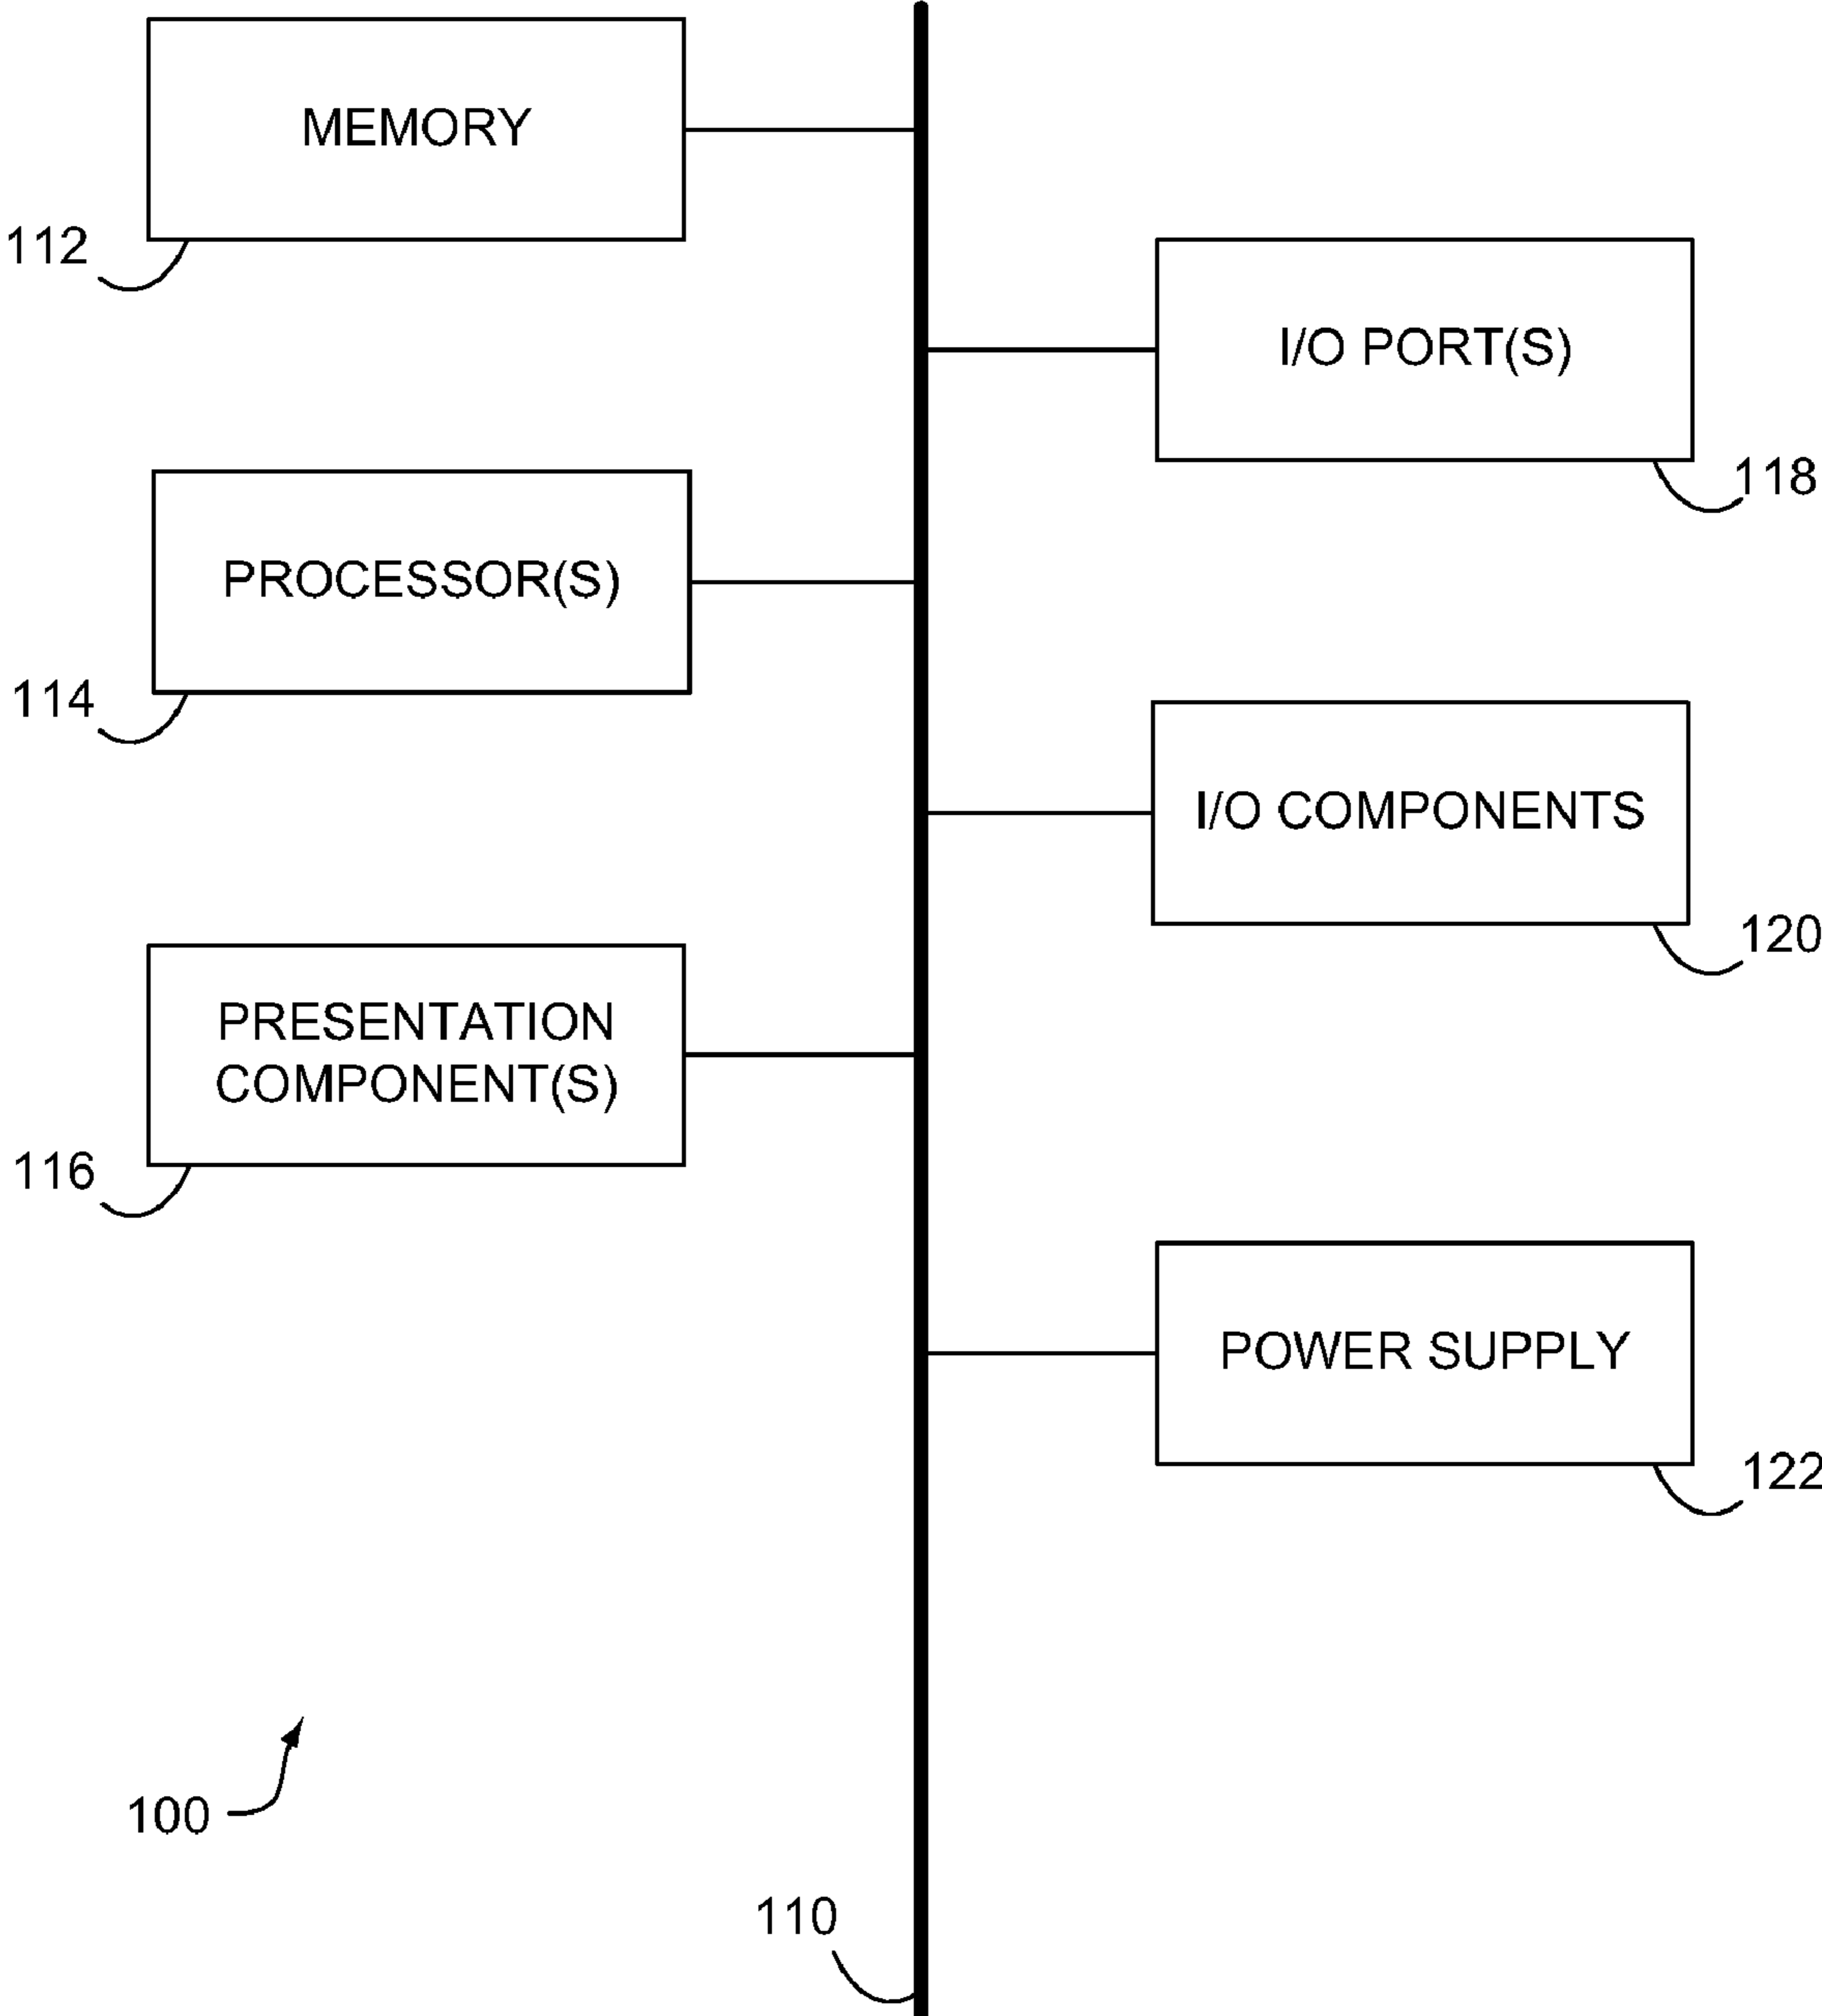 MEMORY
112
I/O PORT(S)
118
PROCESSOR(S)
114
I/O COMPONENTS
120
PRESENTATION
COMPONENT(S)
116
POWER SUPPLY
122
100
110